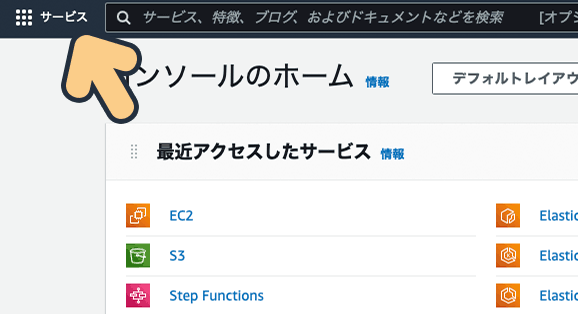 サービス
サービス、特徴、ブログ、およびドキュメントなどを検索
[オプシ
ンソールのホーム 情報
デフォルトレイアウ
最近アクセスしたサービス 情報
EC2
Elastic
S3
Elastic
Step Functions
Elastic